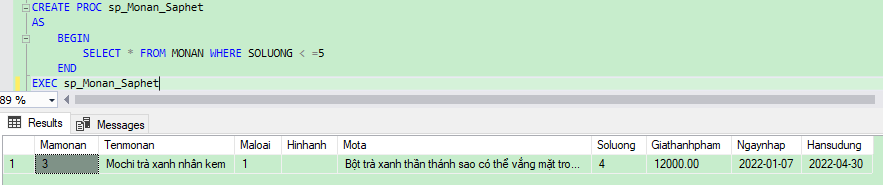 CREATE PROC sp_Monan_Saphet
AS
BEGIN
SELECT * FROM MONAN WHERE SOLUONG < =5
END
EXEC sp_Monan_Saphet
89 %
Results Messages
Mamonan Tenmonan Maloai Hinhanh Mota Soluong Giathanhpham Ngaynhap Hansudung
1 3 Mochi trà xanh nhân kem 1 Bột trà xanh thần thánh sao có thể vắng mặt tro... 4 12000.00 2022-01-07 2022-04-30